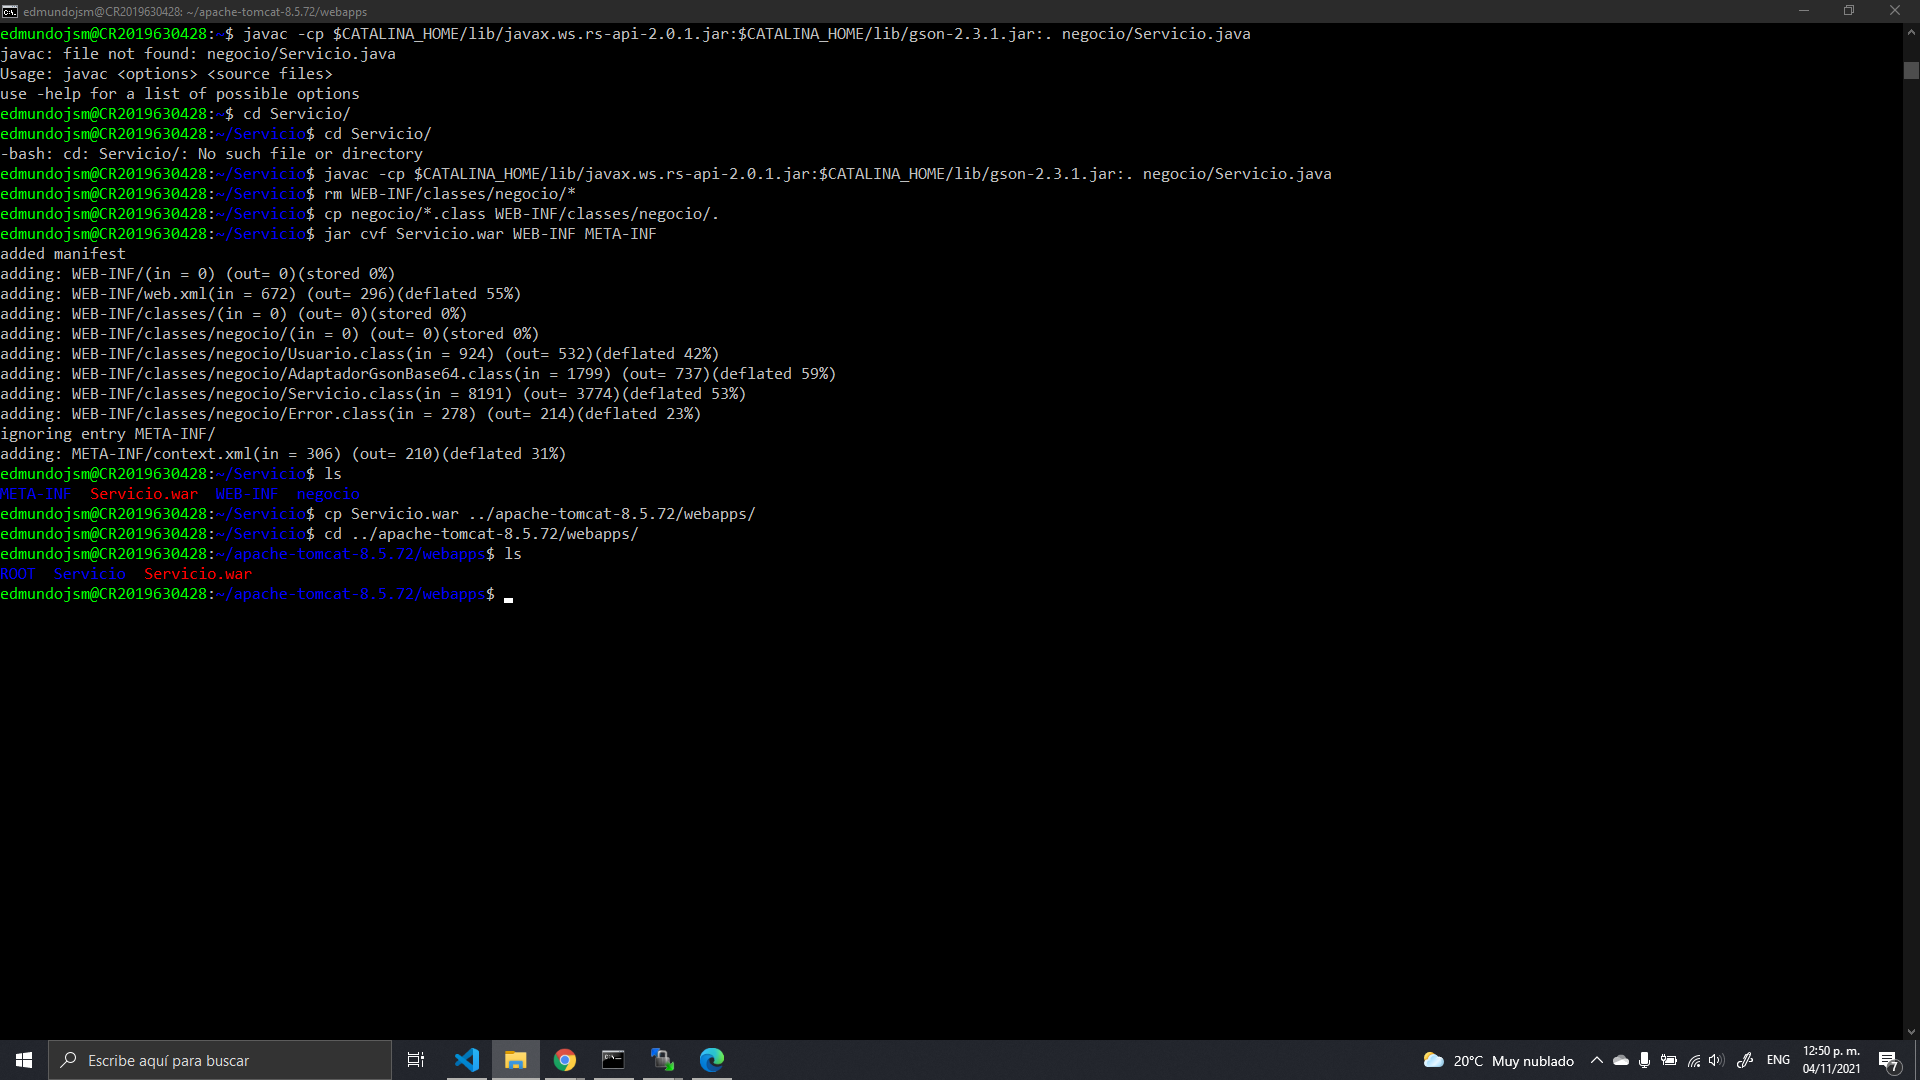 edmundojsm@CR2019630428: ~/apache-tomcat-8.5.72/webapps
edmundojsm@CR2019630428:~$ javac -cp $CATALINA_HOME/lib/javax.ws.rs-api-2.0.1.jar:$CATALINA_HOME/lib/gson-2.3.1.jar:. negocio/Servicio.java
javac: file not found: negocio/Servicio.java
Usage: javac <options> <source files>
use -help for a list of possible options
edmundojsm@CR2019630428:~$ cd Servicio/
edmundojsm@CR2019630428:~/Servicio$ cd Servicio/
-bash: cd: Servicio/: No such file or directory
edmundojsm@CR2019630428:~/Servicio$ javac -cp $CATALINA_HOME/lib/javax.ws.rs-api-2.0.1.jar:$CATALINA_HOME/lib/gson-2.3.1.jar:. negocio/Servicio.java
edmundojsm@CR2019630428:~/Servicio$ rm WEB-INF/classes/negocio/*
edmundojsm@CR2019630428:~/Servicio$ cp negocio/*.class WEB-INF/classes/negocio/.
edmundojsm@CR2019630428:~/Servicio$ jar cvf Servicio.war WEB-INF META-INF
added manifest
adding: WEB-INF/(in = 0) (out= 0)(stored 0%)
adding: WEB-INF/web.xml(in = 672) (out= 296)(deflated 55%)
adding: WEB-INF/classes/(in = 0) (out= 0)(stored 0%)
adding: WEB-INF/classes/negocio/(in = 0) (out= 0)(stored 0%)
adding: WEB-INF/classes/negocio/Usuario.class(in = 924) (out= 532)(deflated 42%)
adding: WEB-INF/classes/negocio/AdaptadorGsonBase64.class(in = 1799) (out= 737)(deflated 59%)
adding: WEB-INF/classes/negocio/Servicio.class(in = 8191) (out= 3774)(deflated 53%)
adding: WEB-INF/classes/negocio/Error.class(in = 278) (out= 214)(deflated 23%)
ignoring entry META-INF/
adding: META-INF/context.xml(in = 306) (out= 210)(deflated 31%)
edmundojsm@CR2019630428:~/Servicio$ ls
META-INF  Servicio.war  WEB-INF  negocio
edmundojsm@CR2019630428:~/Servicio$ cp Servicio.war ../apache-tomcat-8.5.72/webapps/
edmundojsm@CR2019630428:~/Servicio$ cd ../apache-tomcat-8.5.72/webapps/
edmundojsm@CR2019630428:~/apache-tomcat-8.5.72/webapps$ ls
ROOT  Servicio  Servicio.war
edmundojsm@CR2019630428:~/apache-tomcat-8.5.72/webapps$
Escribe aquí para buscar
20°C Muy nublado
ENG
12:50 p. m.
04/11/2021
7